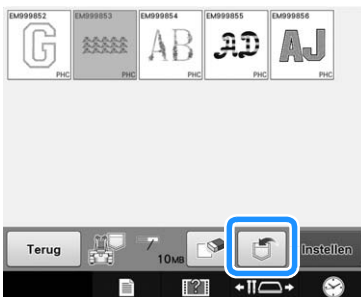 EM999852 EM999853 EM999854 EM999855 EM999856
G AB AD AJ
PHC PHC PHC PHC PHC
Terug 10MB Instellen
?